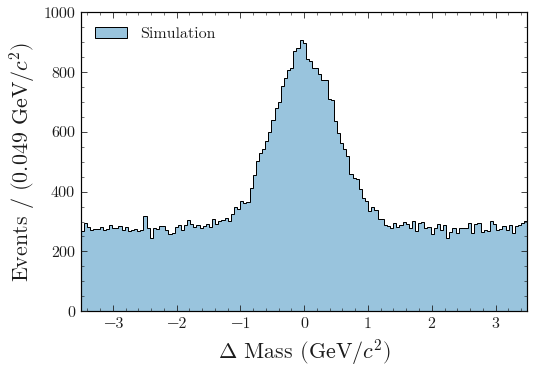 1000
800
600
400
200
0
Events / (0.049 GeV/c²)
Simulation
−3 −2 −1 0 1 2 3
Δ Mass (GeV/c²)